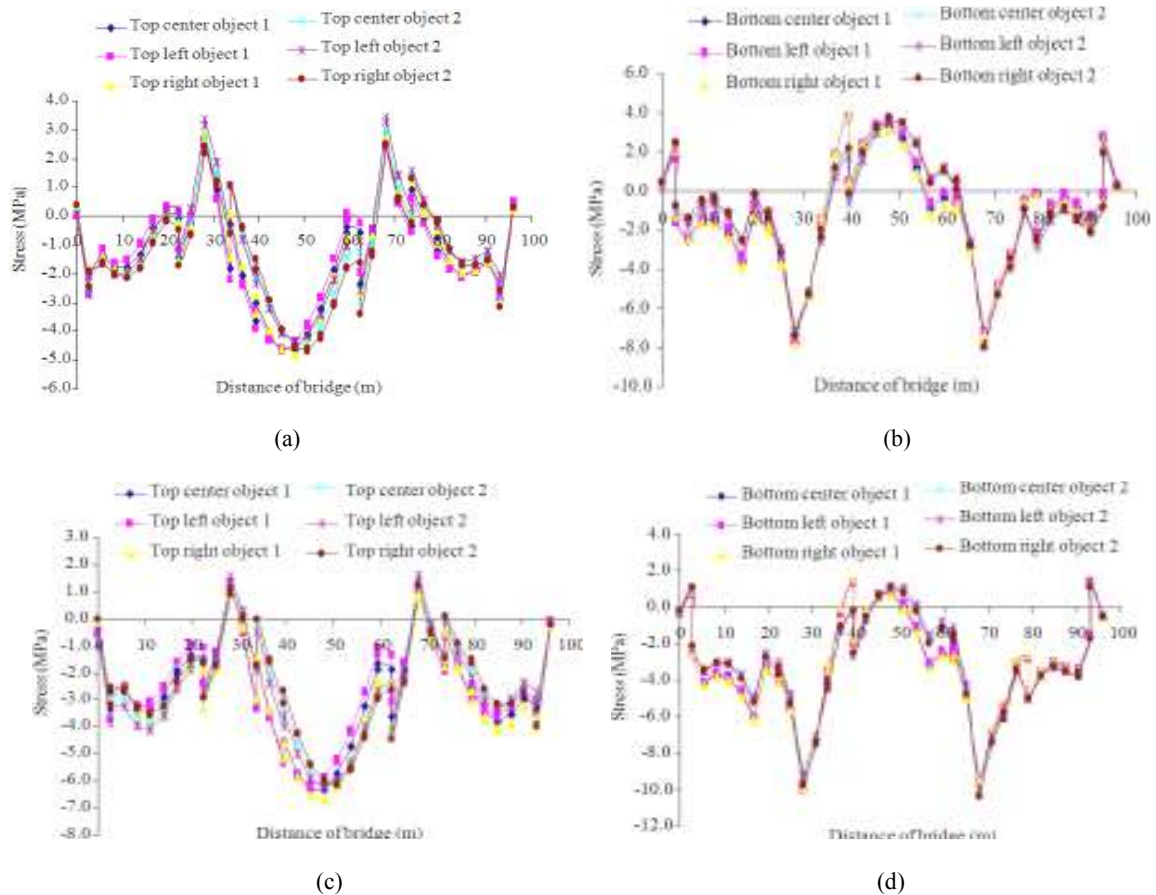 Top center object 1 Top center object 2
Top left object 1 Top left object 2
Top right object 1 Top right object 2
4.0
3.0
2.0
1.0
0.0
-1.0
-2.0
-3.0
-4.0
-5.0
-6.0
0 10 20 30 40 50 60 70 80 90 100
Stress (MPa)
Distance of bridge (m)
(a)
Bottom center object 1 Bottom center object 2
Bottom left object 1 Bottom left object 2
Bottom right object 1 Bottom right object 2
6.0
4.0
2.0
0.0
-2.0
-4.0
-6.0
-8.0
-10.0
0 10 20 30 40 50 60 70 80 90 100
Stress (MPa)
Distance of bridge (m)
(b)
Top center object 1 Top center object 2
Top left object 1 Top left object 2
Top right object 1 Top right object 2
3.0
2.0
1.0
0.0
-1.0
-2.0
-3.0
-4.0
-5.0
-6.0
-7.0
-8.0
0 10 20 30 40 50 60 70 80 90 100
Stress (MPa)
Distance of bridge (m)
(c)
Bottom center object 1 Bottom center object 2
Bottom left object 1 Bottom left object 2
Bottom right object 1 Bottom right object 2
4.0
2.0
0.0
-2.0
-4.0
-6.0
-8.0
-10.0
-12.0
0 10 20 30 40 50 60 70 80 90 100
Stress (MPa)
Distance of bridge (m)
(d)